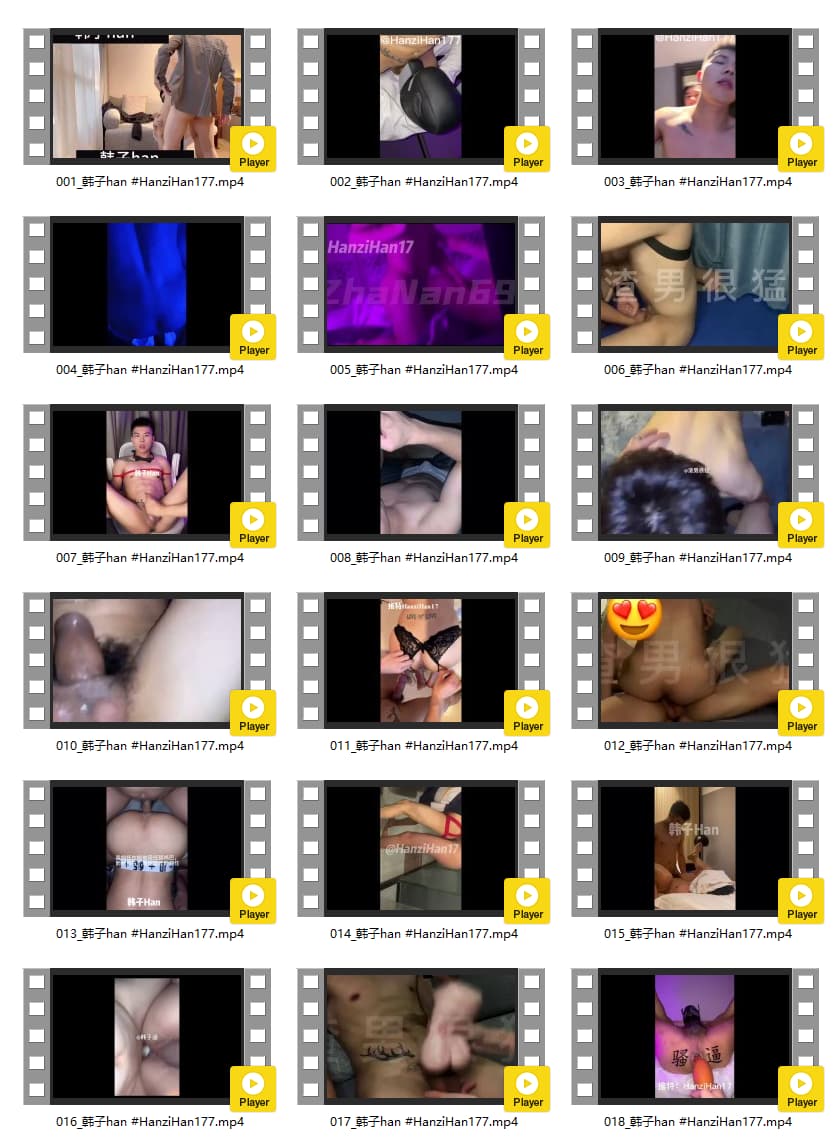 @HanziHan177
@HanziHan177
韩子han
Player
Player
Player
001_韩子han #HanziHan177.mp4
002_韩子han #HanziHan177.mp4
003_韩子han #HanziHan177.mp4
HanziHan17
ZhaNan69
渣男很猛
Player
Player
Player
004_韩子han #HanziHan177.mp4
005_韩子han #HanziHan177.mp4
006_韩子han #HanziHan177.mp4
韩子Han
Player
Player
Player
007_韩子han #HanziHan177.mp4
008_韩子han #HanziHan177.mp4
009_韩子han #HanziHan177.mp4
推特HanziHan17
渣男很猛
Player
Player
Player
010_韩子han #HanziHan177.mp4
011_韩子han #HanziHan177.mp4
012_韩子han #HanziHan177.mp4
韩子Han
@HanziHan17
韩子Han
Player
Player
Player
013_韩子han #HanziHan177.mp4
014_韩子han #HanziHan177.mp4
015_韩子han #HanziHan177.mp4
骚逼
推特：HanziHan17
Player
Player
Player
016_韩子han #HanziHan177.mp4
017_韩子han #HanziHan177.mp4
018_韩子han #HanziHan177.mp4